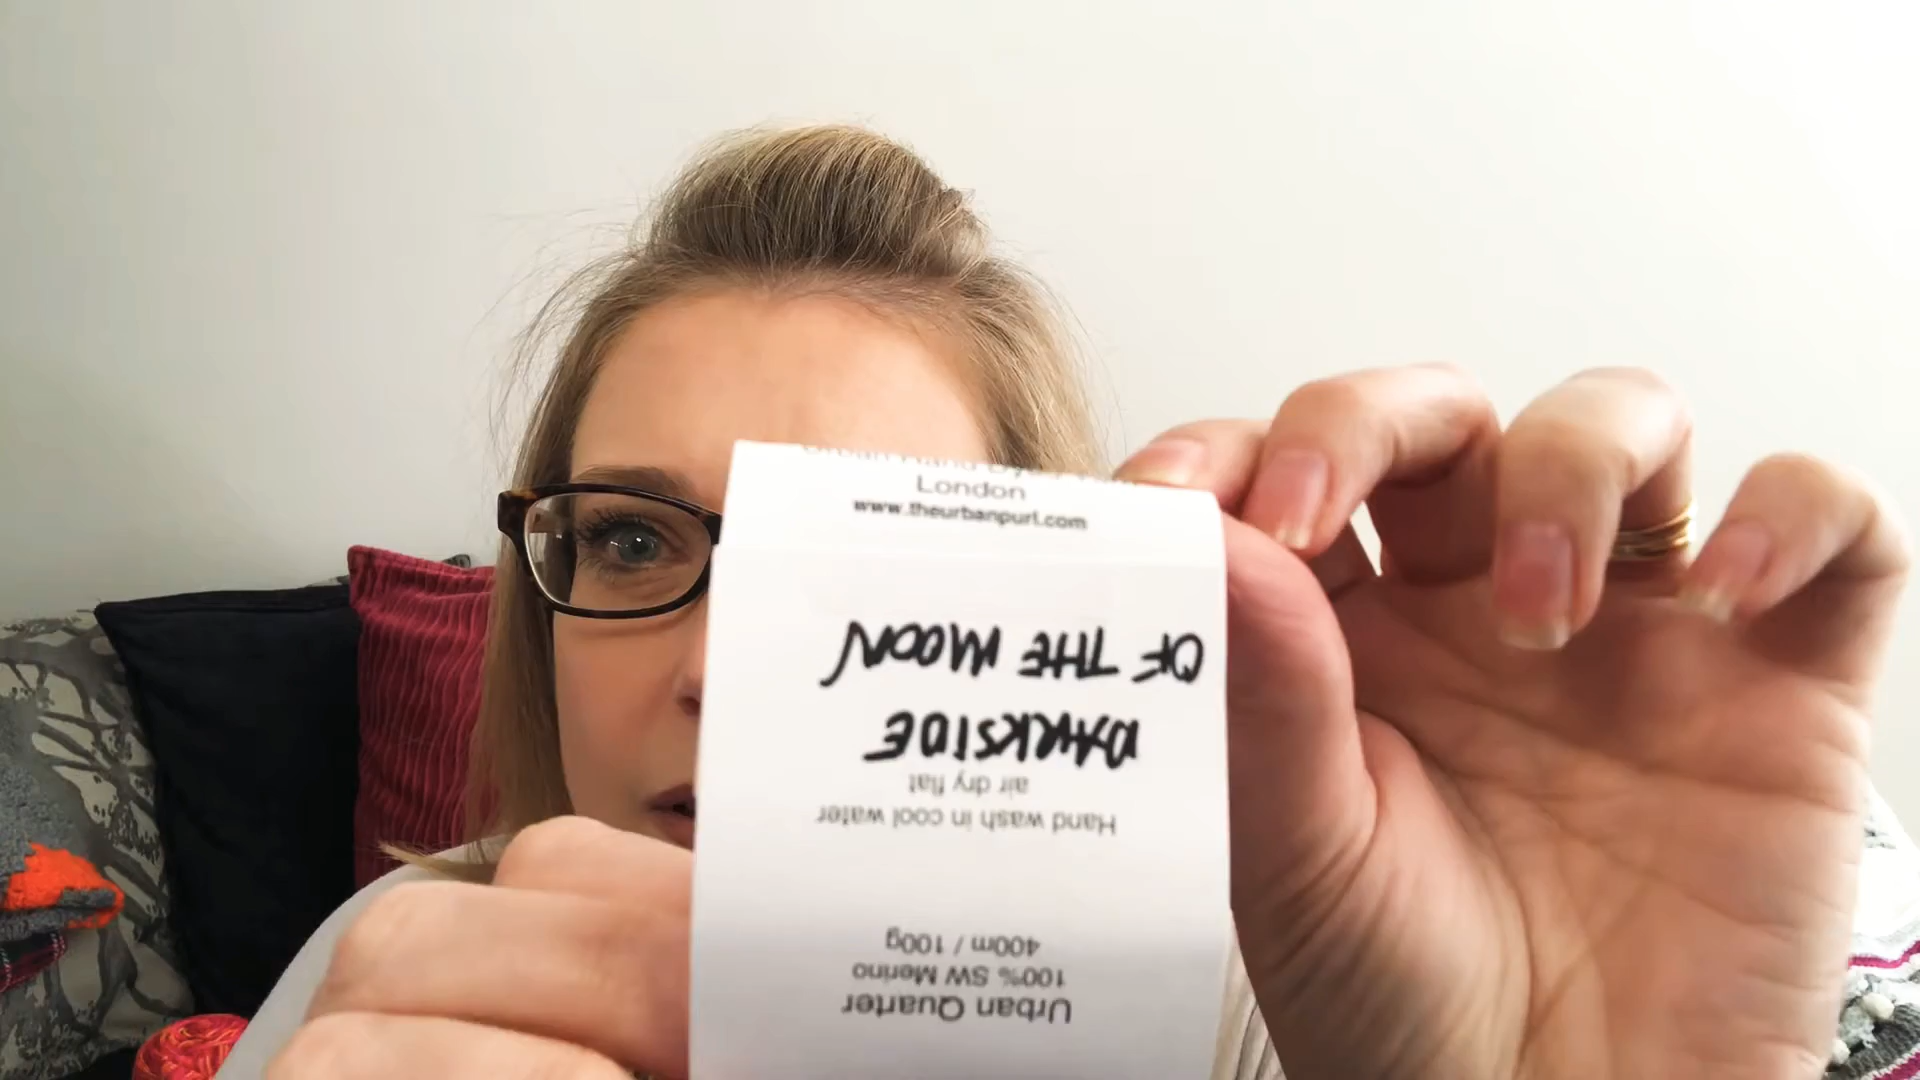 London
www.theurbanpurl.com
Urban Quarter
100% SW Merino
400m / 100g
Hand wash in cool water
air dry flat
DARKSIDE
OF THE MOON